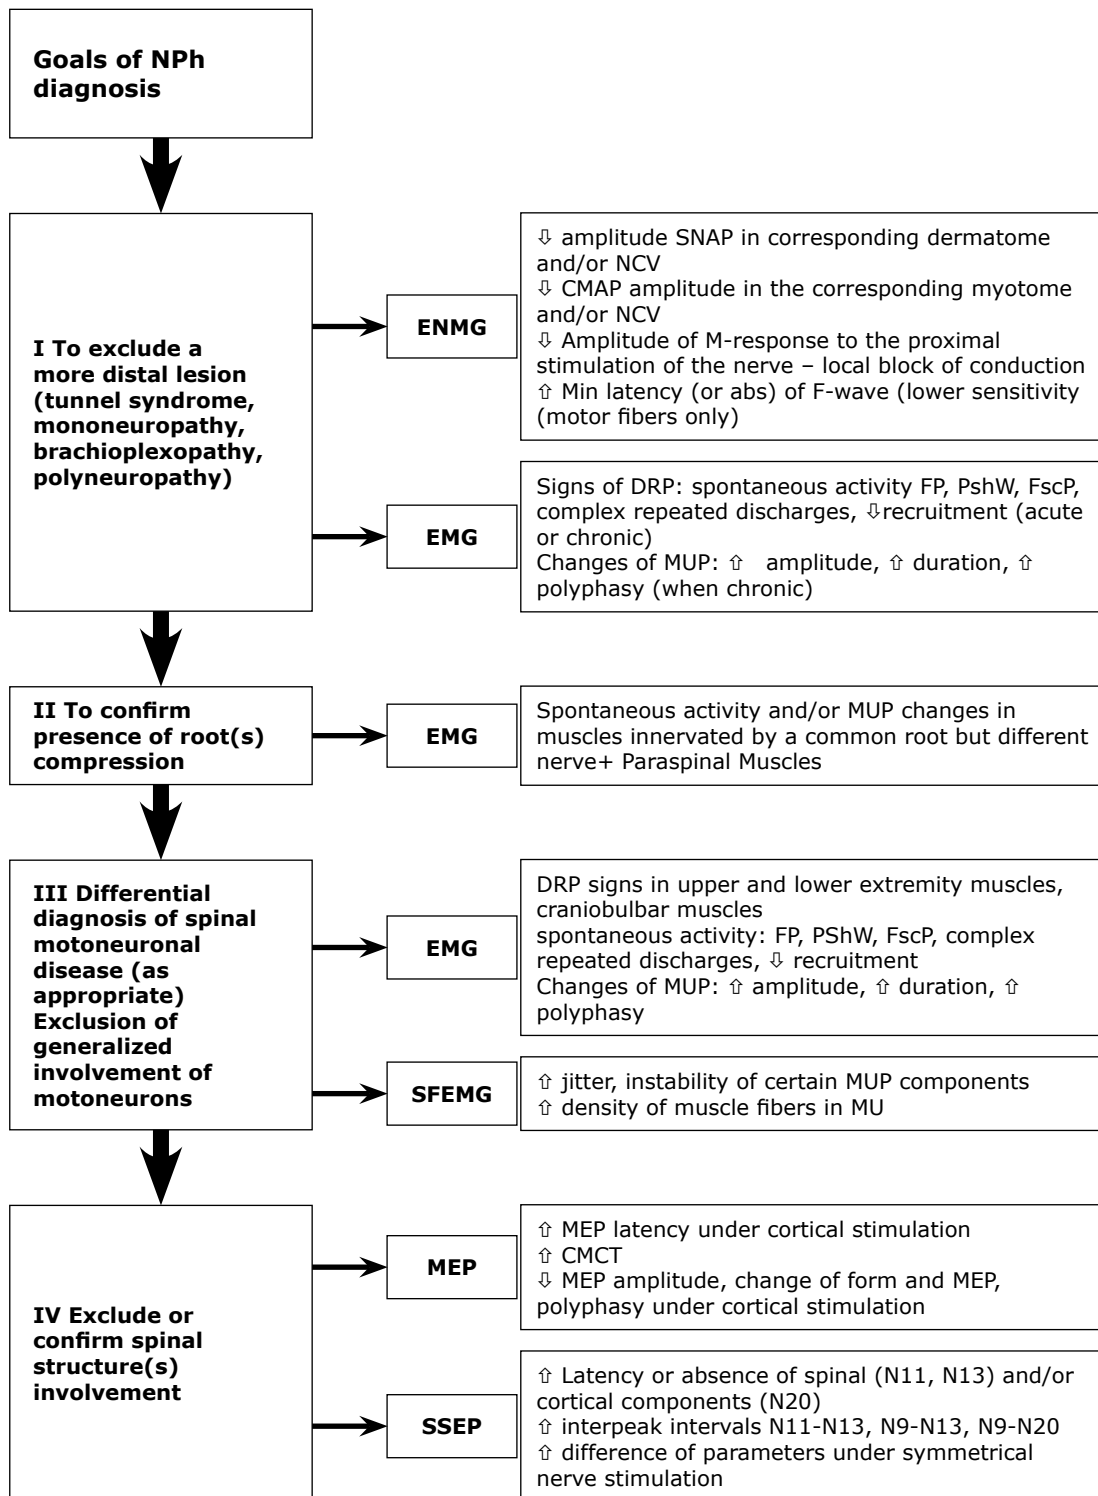 Goals of NPh
diagnosis
I To exclude a
more distal lesion
(tunnel syndrome,
mononeuropathy,
brachioplexopathy,
polyneuropathy)
ENMG
⇩ amplitude SNAP in corresponding dermatome
and/or NCV
⇩ CMAP amplitude in the corresponding myotome
and/or NCV
⇩ Amplitude of M-response to the proximal
stimulation of the nerve – local block of conduction
⇧ Min latency (or abs) of F-wave (lower sensitivity
(motor fibers only)
EMG
Signs of DRP: spontaneous activity FP, PshW, FscP,
complex repeated discharges, ⇩recruitment (acute
or chronic)
Changes of MUP: ⇧ amplitude, ⇧ duration, ⇧
polyphasy (when chronic)
II To confirm
presence of root(s)
compression
EMG
Spontaneous activity and/or MUP changes in
muscles innervated by a common root but different
nerve+ Paraspinal Muscles
III Differential
diagnosis of spinal
motoneuronal
disease (as
appropriate)
Exclusion of
generalized
involvement of
motoneurons
EMG
DRP signs in upper and lower extremity muscles,
craniobulbar muscles
spontaneous activity: FP, PShW, FscP, complex
repeated discharges, ⇩ recruitment
Changes of MUP: ⇧ amplitude, ⇧ duration, ⇧
polyphasy
SFEMG
⇧ jitter, instability of certain MUP components
⇧ density of muscle fibers in MU
IV Exclude or
confirm spinal
structure(s)
involvement
MEP
⇧ MEP latency under cortical stimulation
⇧ CMCT
⇩ MEP amplitude, change of form and MEP,
polyphasy under cortical stimulation
SSEP
⇧ Latency or absence of spinal (N11, N13) and/or
cortical components (N20)
⇧ interpeak intervals N11-N13, N9-N13, N9-N20
⇧ difference of parameters under symmetrical
nerve stimulation